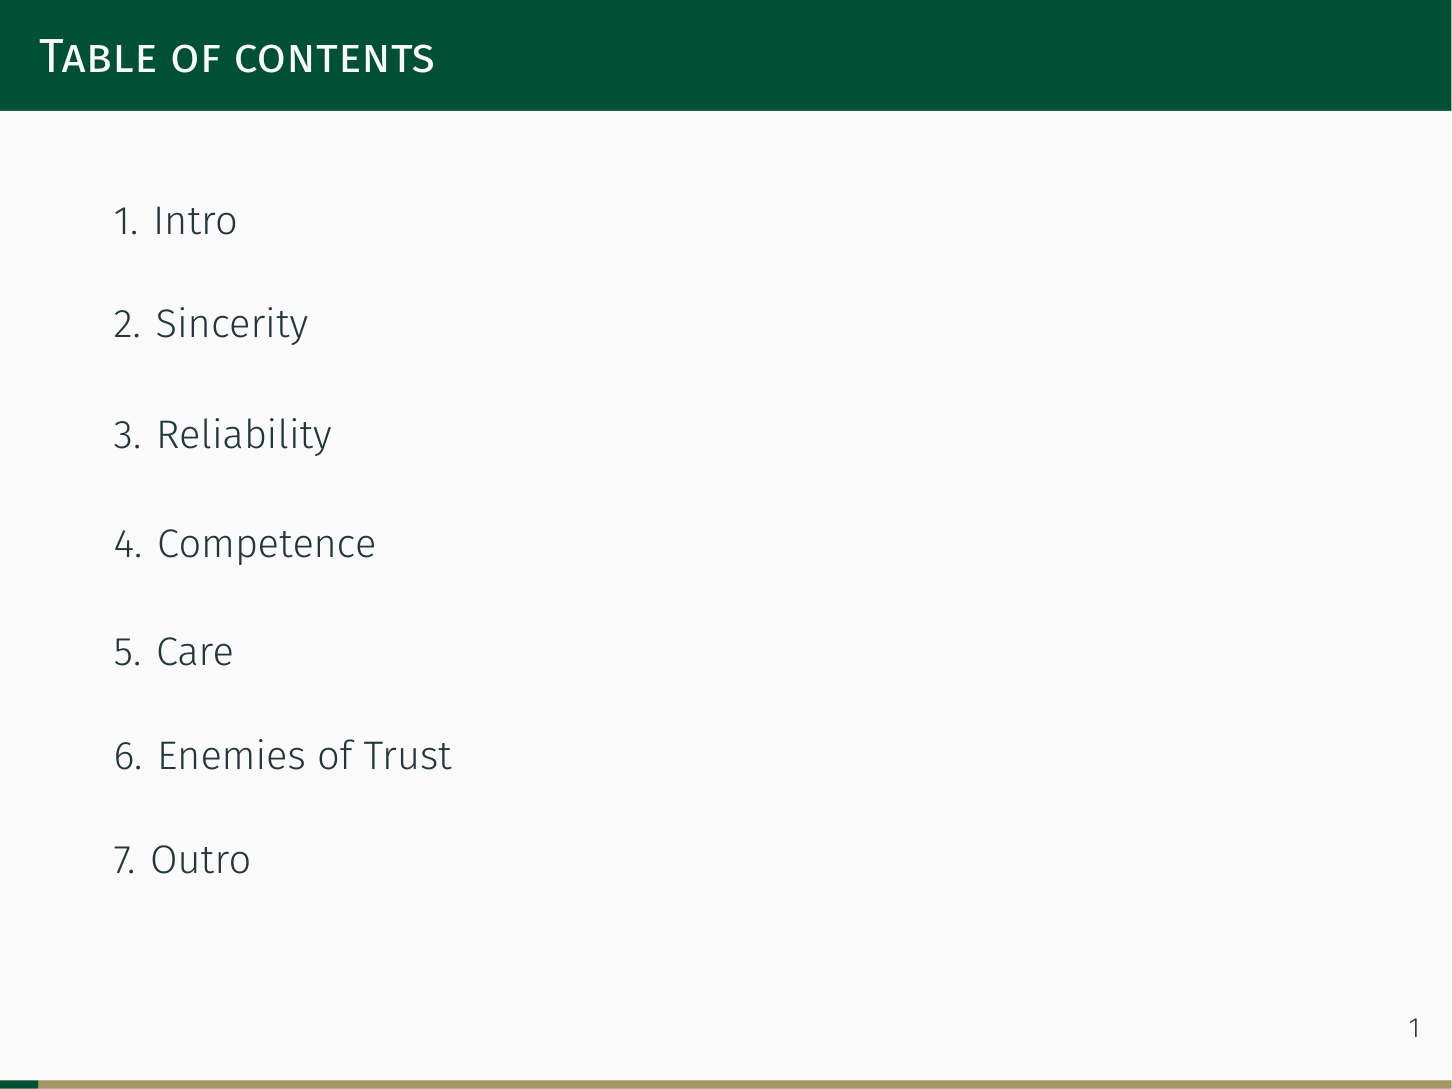 Table of contents
1. Intro
2. Sincerity
3. Reliability
4. Competence
5. Care
6. Enemies of Trust
7. Outro
1